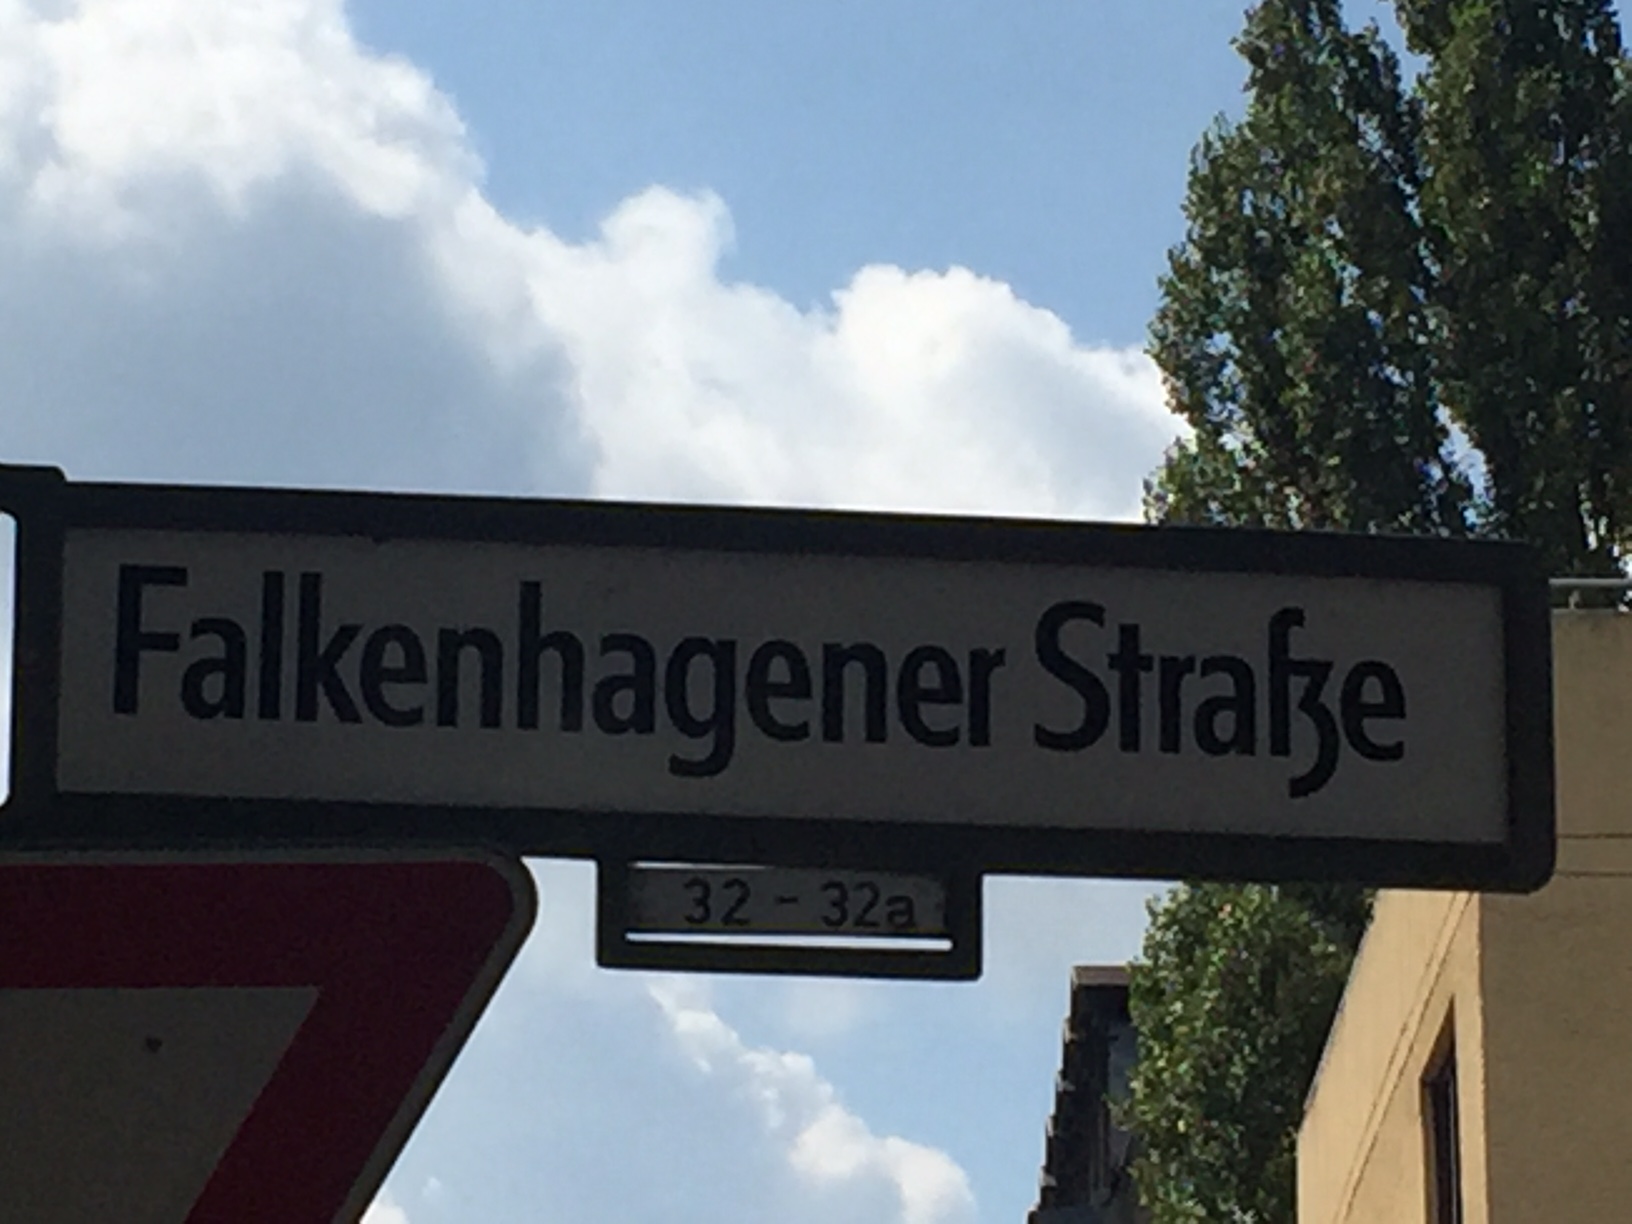 Falkenhagener Straße
32 - 32a